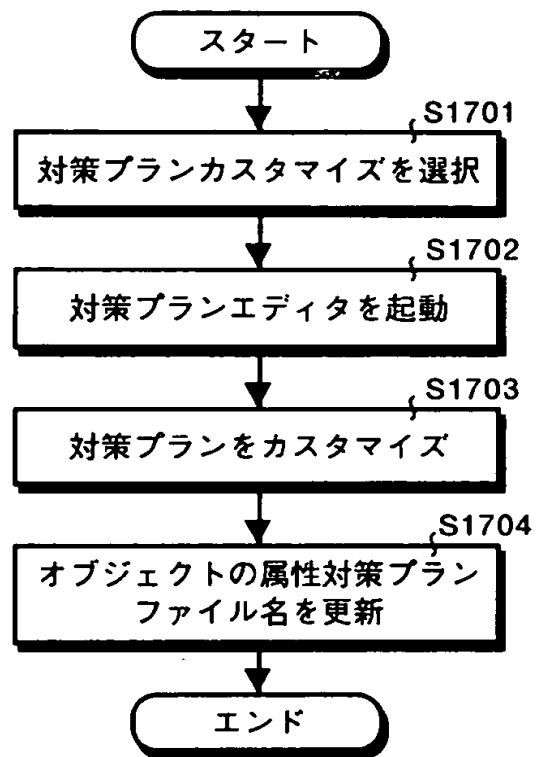 スタート
S1701
対策プランカスタマイズを選択
S1702
対策プランエディタを起動
S1703
対策プランをカスタマイズ
S1704
オブジェクトの属性対策プラン
ファイル名を更新
エンド